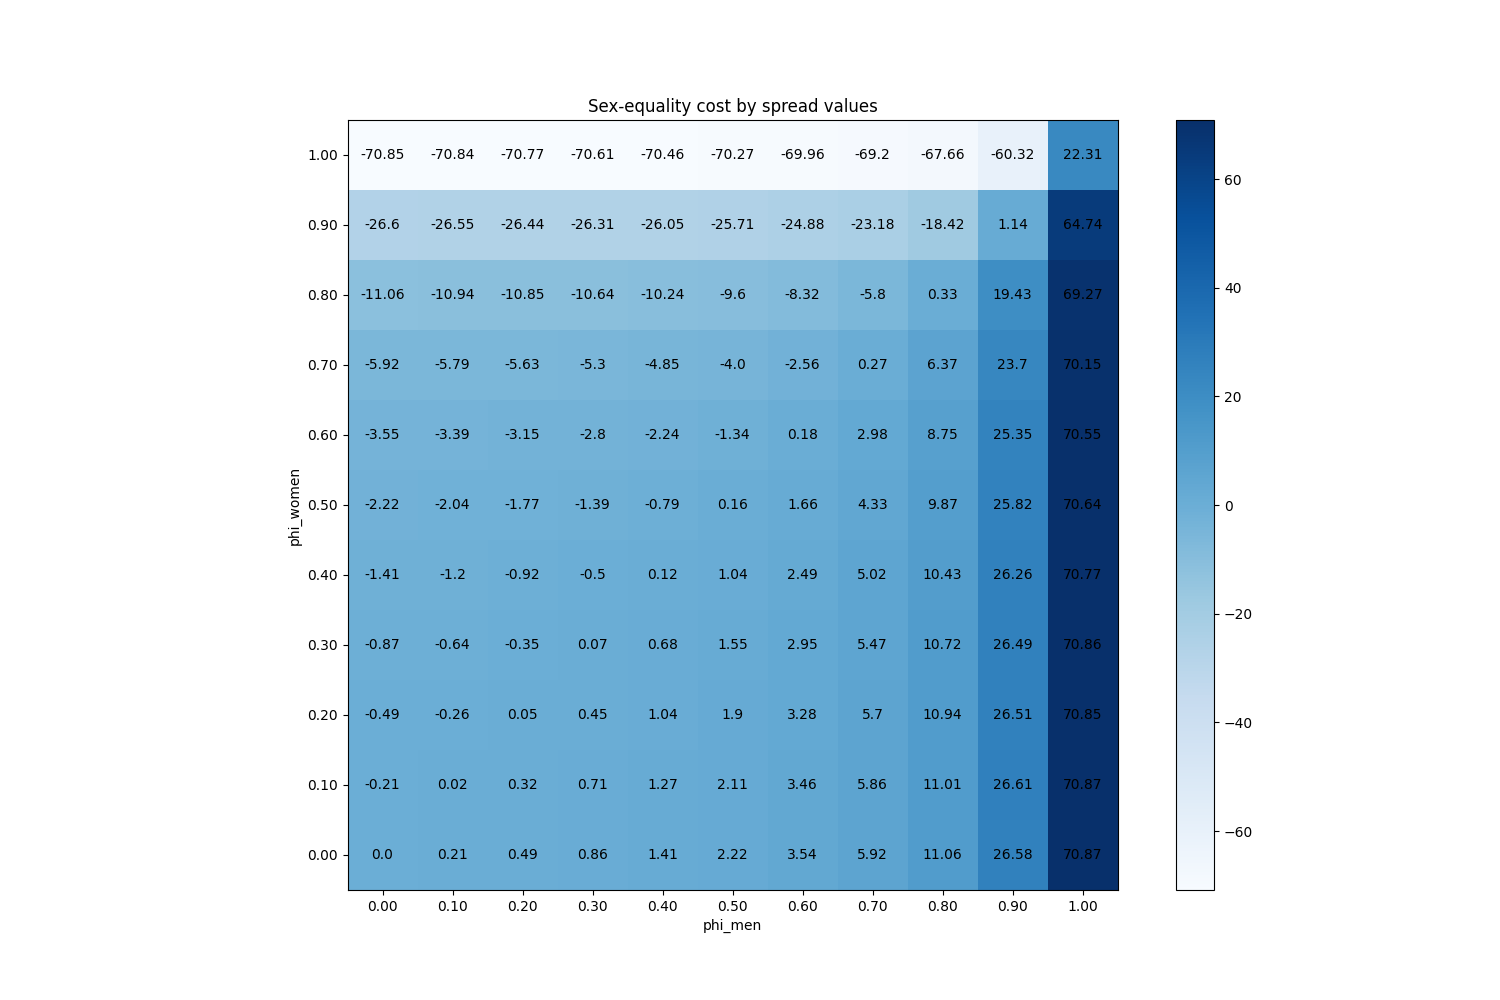 Sex-equality cost by spread values
1.00 -70.85 -70.84 -70.77 -70.61 -70.46 -70.27 -69.96 -69.2 -67.66 -60.32 22.31
0.90 -26.6 -26.55 -26.44 -26.31 -26.05 -25.71 -24.88 -23.18 -18.42 1.14 64.74
0.80 -11.06 -10.94 -10.85 -10.64 -10.24 -9.6 -8.32 -5.8 0.33 19.43 69.27
0.70 -5.92 -5.79 -5.63 -5.3 -4.85 -4.0 -2.56 0.27 6.37 23.7 70.15
0.60 -3.55 -3.39 -3.15 -2.8 -2.24 -1.34 0.18 2.98 8.75 25.35 70.55
0.50 -2.22 -2.04 -1.77 -1.39 -0.79 0.16 1.66 4.33 9.87 25.82 70.64
0.40 -1.41 -1.2 -0.92 -0.5 0.12 1.04 2.49 5.02 10.43 26.26 70.77
0.30 -0.87 -0.64 -0.35 0.07 0.68 1.55 2.95 5.47 10.72 26.49 70.86
0.20 -0.49 -0.26 0.05 0.45 1.04 1.9 3.28 5.7 10.94 26.51 70.85
0.10 -0.21 0.02 0.32 0.71 1.27 2.11 3.46 5.86 11.01 26.61 70.87
0.00 0.0 0.21 0.49 0.86 1.41 2.22 3.54 5.92 11.06 26.58 70.87
0.00 0.10 0.20 0.30 0.40 0.50 0.60 0.70 0.80 0.90 1.00
phi_men
phi_women
60
40
20
0
−20
−40
−60